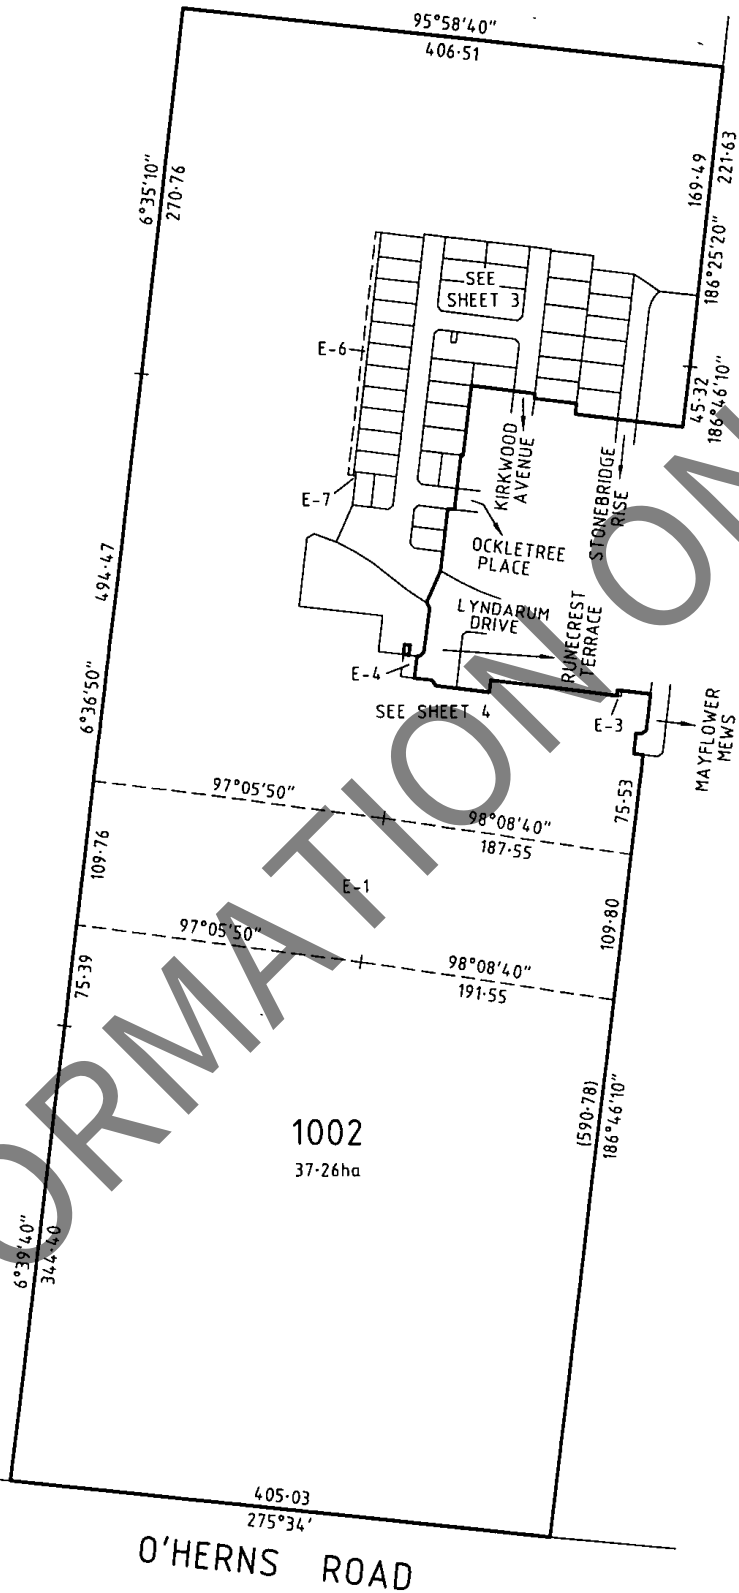 95°58'40"
406·51
6°35'10"
270·76
169·49
221·63
186°25'20"
SEE
SHEET 3
E-6
45·32
186°46'10"
KIRKWOOD
AVENUE
STONEBRIDGE
RISE
E-7
OCKLETREE
PLACE
494·47
LYNDARUM
DRIVE
RUNECREST
TERRACE
E-4
6°36'50"
SEE SHEET 4
E-3
MAYFLOWER
MEWS
97°05'50"
98°08'40"
187·55
75·53
109·76
E-1
97°05'50"
98°08'40"
191·55
109·80
75·39
1002
37·26ha
(590·78)
186°46'10"
6°39'40"
344·40
405·03
275°34'
O'HERNS ROAD
ORMATION ON